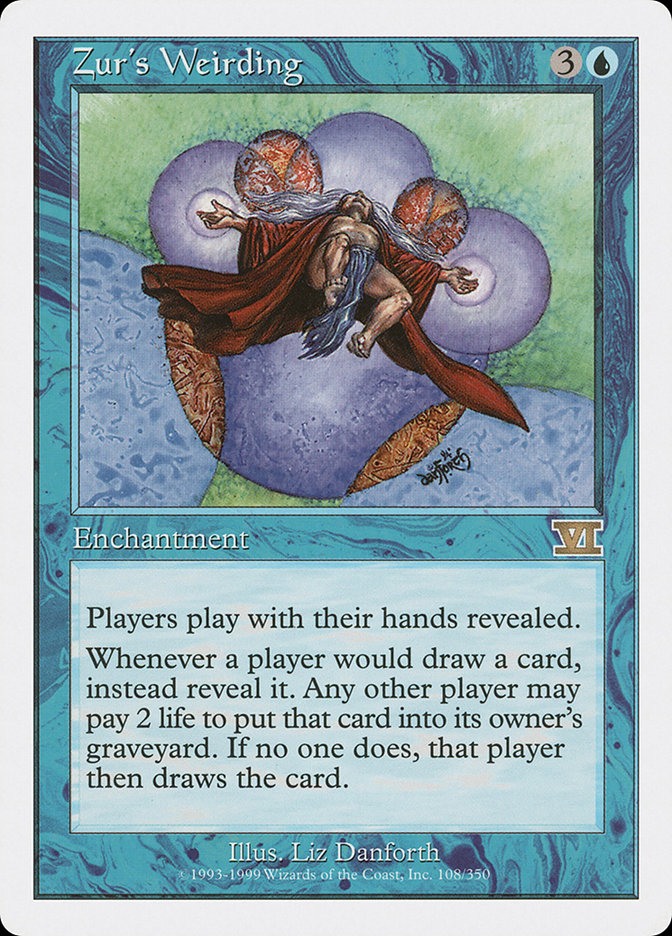 Zur's Weirding
3
Enchantment
VI
Players play with their hands revealed.
Whenever a player would draw a card,
instead reveal it. Any other player may
pay 2 life to put that card into its owner's
graveyard. If no one does, that player
then draws the card.
Illus. Liz Danforth
© 1993-1999 Wizards of the Coast, Inc. 108/350